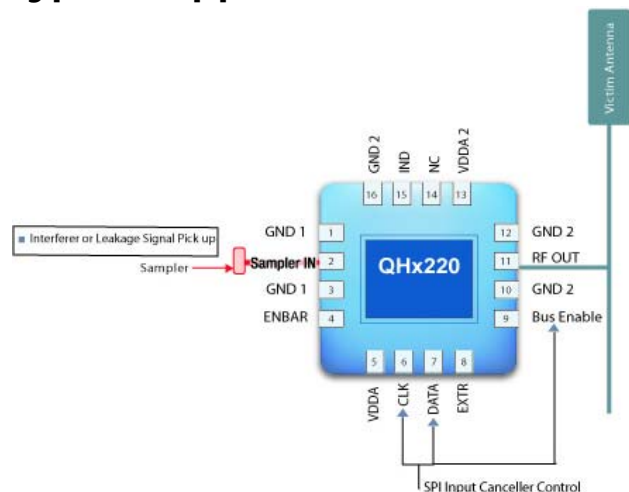 Victim Antenna
GND 2
IND
NC
VDDA 2
16
15
14
13
GND 1
1
12
GND 2
Interferer or Leakage Signal Pick up
Sampler
Sampler IN
2
QHx220
11
RF OUT
GND 1
3
10
GND 2
ENBAR
4
9
Bus Enable
5
6
7
8
VDDA
CLK
DATA
EXTR
SPI Input Canceller Control